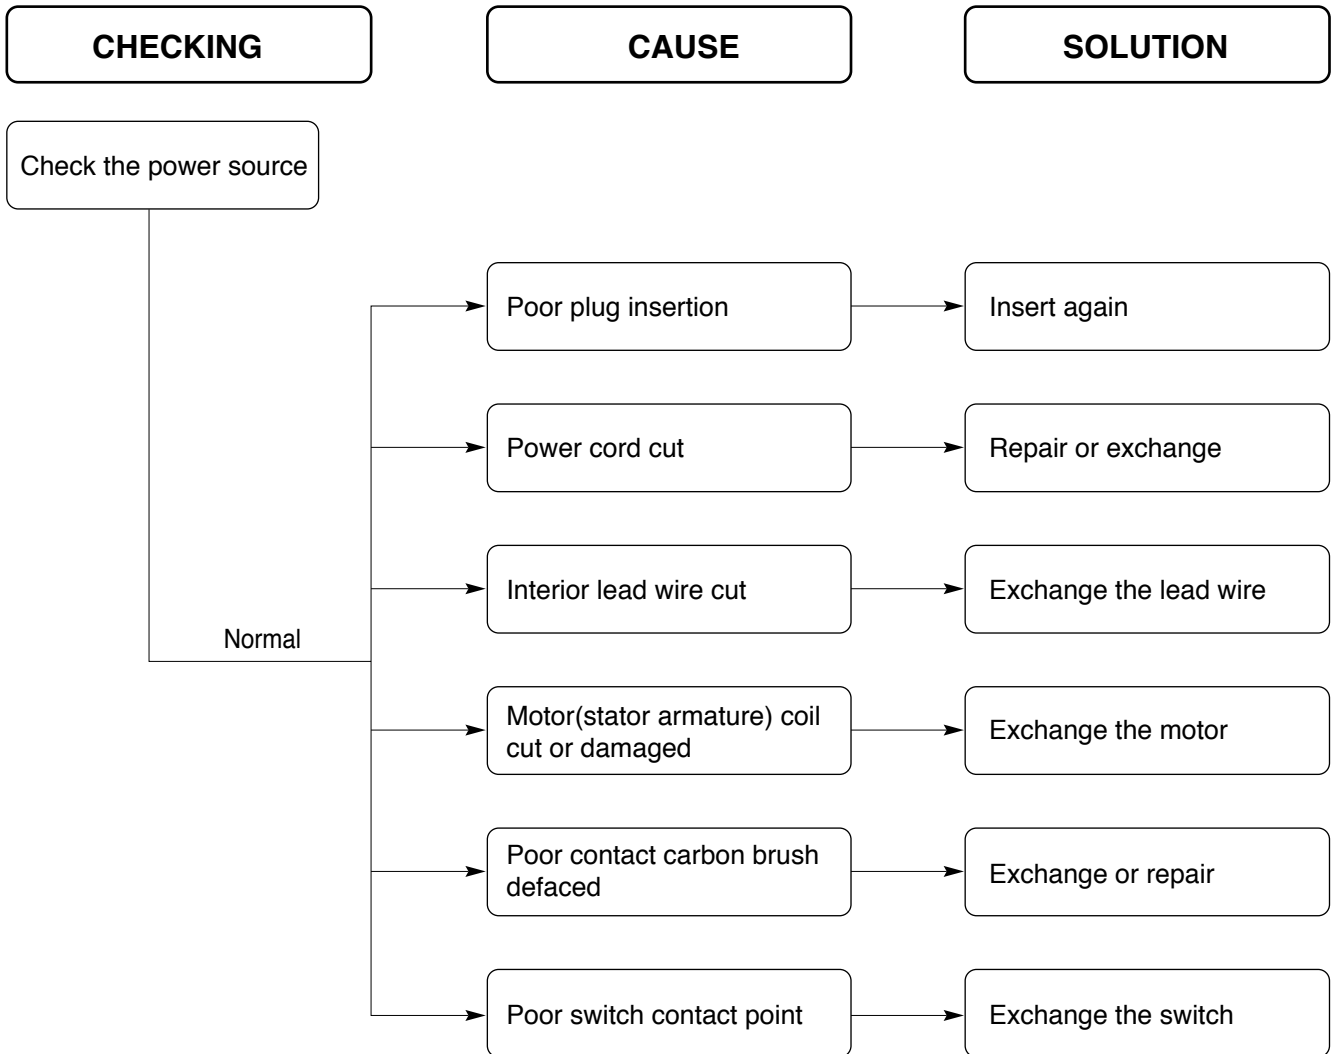 CHECKING
CAUSE
SOLUTION
Check the power source
Normal
Poor plug insertion
Insert again
Power cord cut
Repair or exchange
Interior lead wire cut
Exchange the lead wire
Motor(stator armature) coil
cut or damaged
Exchange the motor
Poor contact carbon brush
defaced
Exchange or repair
Poor switch contact point
Exchange the switch